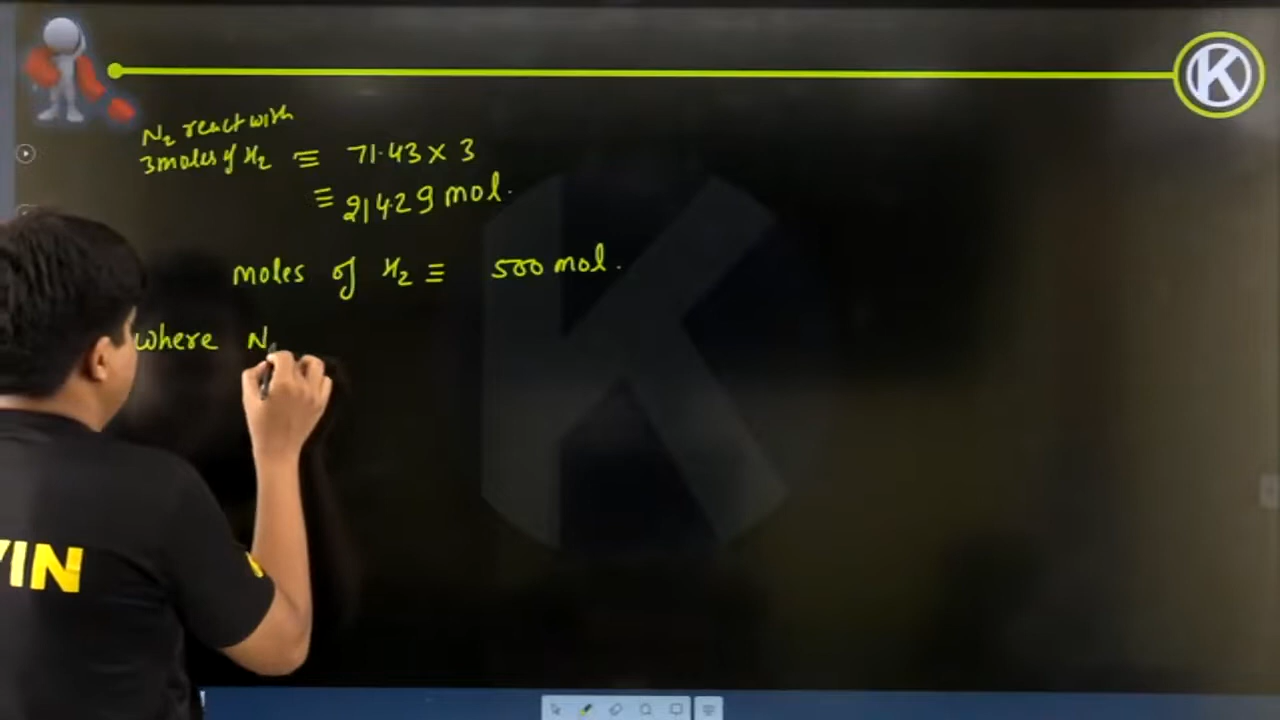 N₂ react with
3 moles of H₂ ≡ 71.43 × 3
≡ 214.29 mol.
moles of H₂ ≡ 500 mol.
where N
IN
K